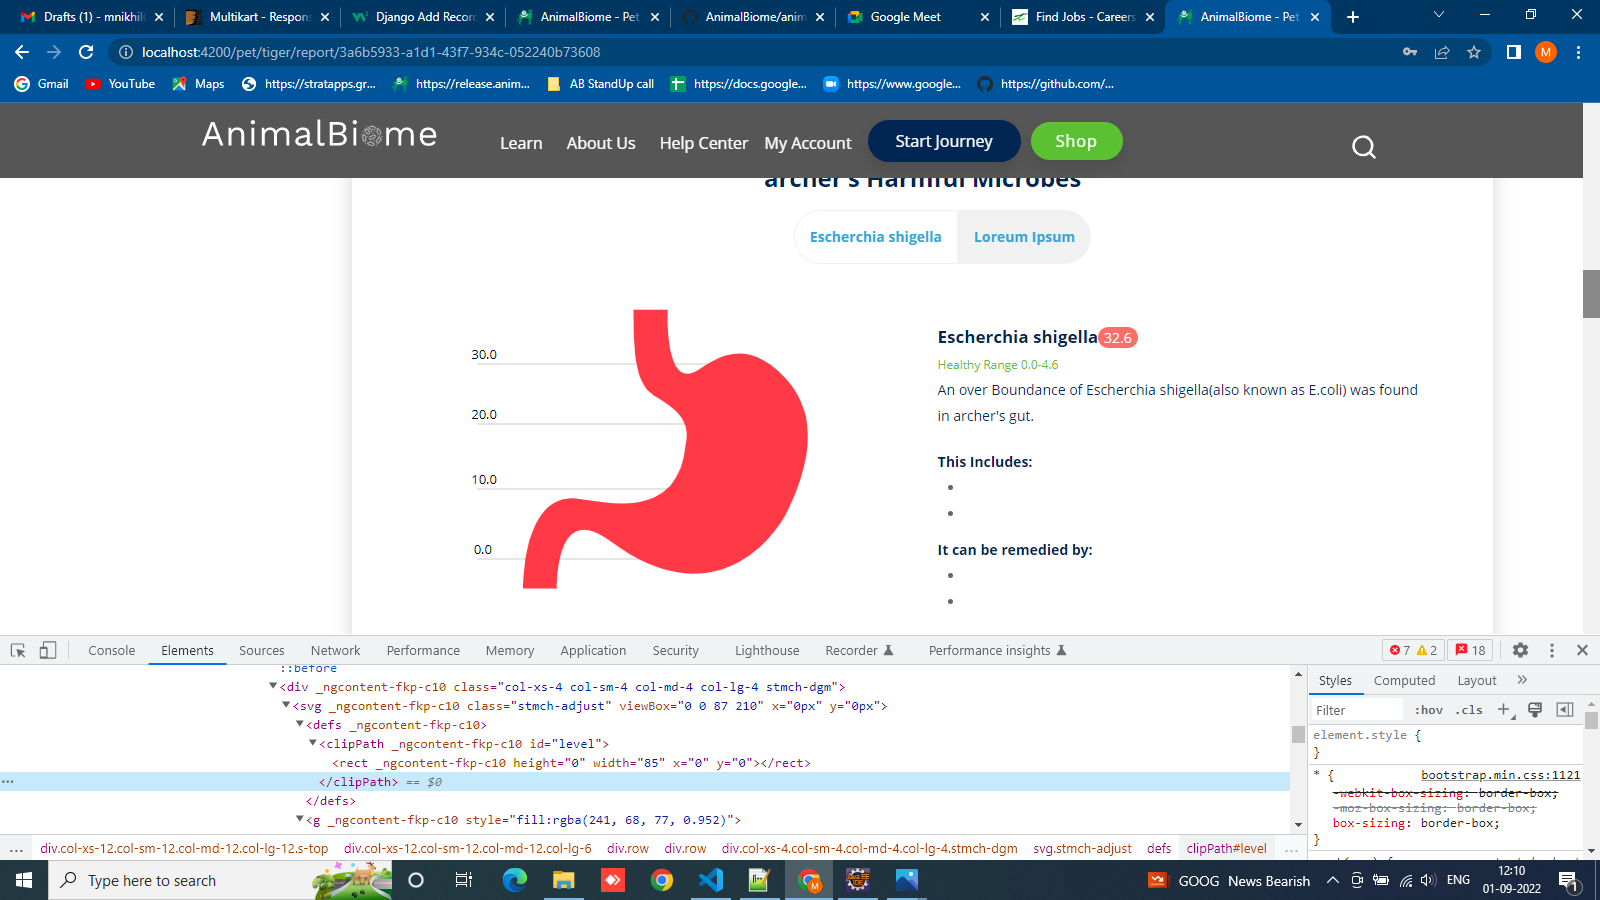 Drafts (1) - mnikhil
Multikart - Respons
Django Add Record
AnimalBiome - Pet
AnimalBiome/anim
Google Meet
Find Jobs - Careers
AnimalBiome - Pet
localhost:4200/pet/tiger/report/3a6b5933-a1d1-43f7-934c-052240b73608
M
Gmail
YouTube
Maps
https://stratapps.gr...
https://release.anim...
AB StandUp call
https://docs.google...
https://www.google...
https://github.com/...
AnimalBiome
Learn
About Us
Help Center
My Account
Start Journey
Shop
archer's Harmful Microbes
Escherchia shigella
Loreum Ipsum
30.0
20.0
10.0
0.0
Escherchia shigella 32.6
Healthy Range 0.0-4.6
An over Boundance of Escherchia shigella(also known as E.coli) was found
in archer's gut.
This Includes:
It can be remedied by:
Console
Elements
Sources
Network
Performance
Memory
Application
Security
Lighthouse
Recorder
Performance insights
7
2
18
::before
<div _ngcontent-fkp-c10 class="col-xs-4 col-sm-4 col-md-4 col-lg-4 stmch-dgm">
<svg _ngcontent-fkp-c10 class="stmch-adjust" viewBox="0 0 87 210" x="0px" y="0px">
<defs _ngcontent-fkp-c10>
<clipPath _ngcontent-fkp-c10 id="level">
<rect _ngcontent-fkp-c10 height="0" width="85" x="0" y="0"></rect>
</clipPath> == $0
</defs>
<g _ngcontent-fkp-c10 style="fill:rgba(241, 68, 77, 0.952)">
... div.col-xs-12.col-sm-12.col-md-12.col-lg-12.s-top
div.col-xs-12.col-sm-12.col-md-12.col-lg-6
div.row
div.row
div.col-xs-4.col-sm-4.col-md-4.col-lg-4.stmch-dgm
svg.stmch-adjust
defs
clipPath#level
...
Styles
Computed
Layout
Filter
:hov .cls
element.style {
}
* {
bootstrap.min.css:1121
-webkit-box-sizing: border-box;
-moz-box-sizing: border-box;
box-sizing: border-box;
}
Type here to search
GOOG News Bearish
ENG
12:10
01-09-2022
1